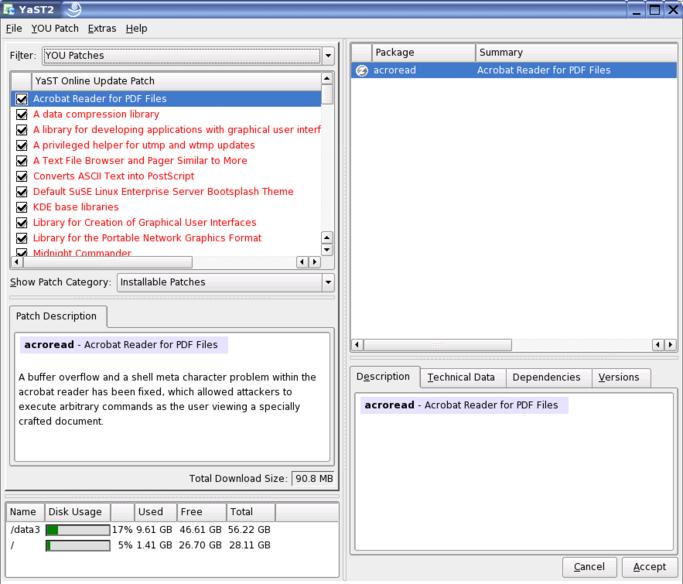 YaST2
File YOU Patch Extras Help
Filter: YOU Patches
YaST Online Update Patch
Acrobat Reader for PDF Files
A data compression library
A library for developing applications with graphical user interf
A privileged helper for utmp and wtmp updates
A Text File Browser and Pager Similar to More
Converts ASCII Text into PostScript
Default SuSE Linux Enterprise Server Bootsplash Theme
KDE base libraries
Library for Creation of Graphical User Interfaces
Library for the Portable Network Graphics Format
Midnight Commander
Show Patch Category: Installable Patches
Patch Description
acroread - Acrobat Reader for PDF Files
A buffer overflow and a shell meta character problem within the
acrobat reader has been fixed, which allowed attackers to
execute arbitrary commands as the user viewing a specially
crafted document.
Total Download Size: 90.8 MB
Name Disk Usage Used Free Total
/data3 17% 9.61 GB 46.61 GB 56.22 GB
/ 5% 1.41 GB 26.70 GB 28.11 GB
Package Summary
acroread Acrobat Reader for PDF Files
Description Technical Data Dependencies Versions
acroread - Acrobat Reader for PDF Files
Cancel Accept